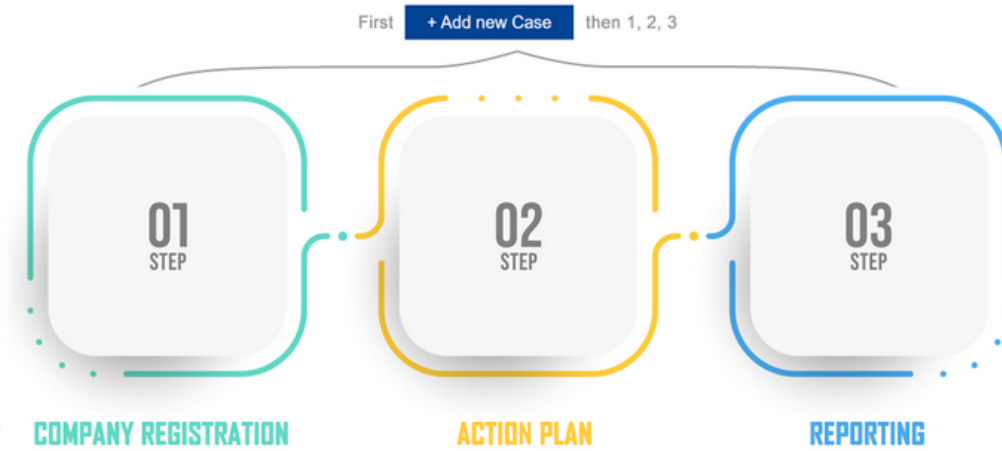 First + Add new Case then 1, 2, 3
01
STEP
02
STEP
03
STEP
COMPANY REGISTRATION
ACTION PLAN
REPORTING